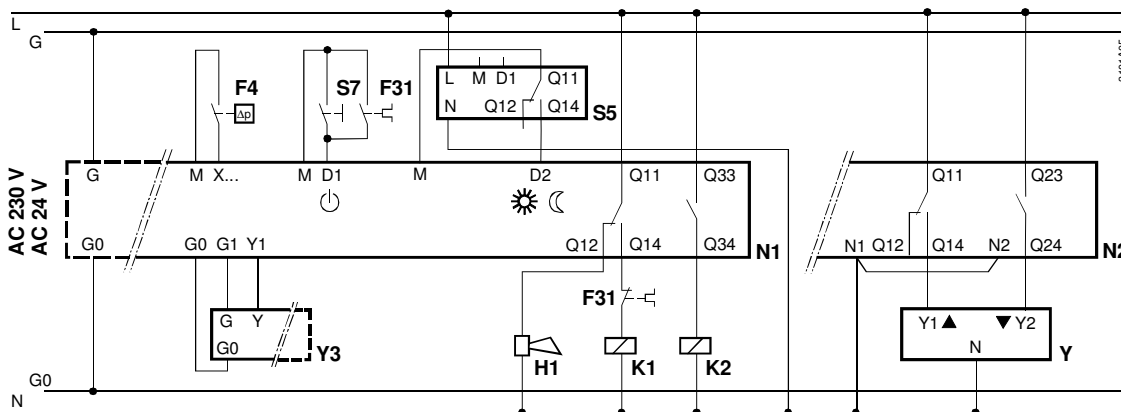 L
G
F4
Δp
S7 F31
L M D1 Q11
N Q12 Q14
S5
AC 230 V
AC 24 V
G M X... M D1 M D2 Q11 Q33
G0 G0 G1 Y1 Q12 Q14 Q34
N1
Q11 Q23
N1 Q12 Q14 N2 Q24
N2
F31
G Y
G0
Y3
H1 K1 K2
Y1 ▲ ▼ Y2
N
Y
G0
N